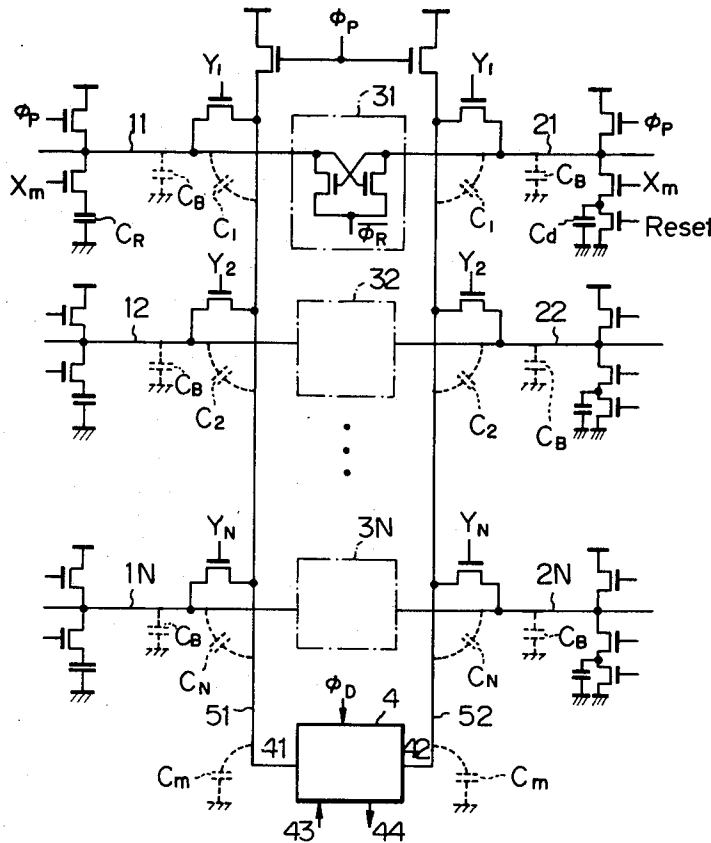 ϕP
Y1 Y1
31
ϕP 11 21 ϕP
Xm CB C1 C1 CB Xm
CR ϕR Cd Reset
Y2 32 Y2
12 22
CB C2 C2 CB
YN 3N YN
1N 2N
CB CN CN CB
51 ϕD 4 52
41 42
Cm Cm
43 44